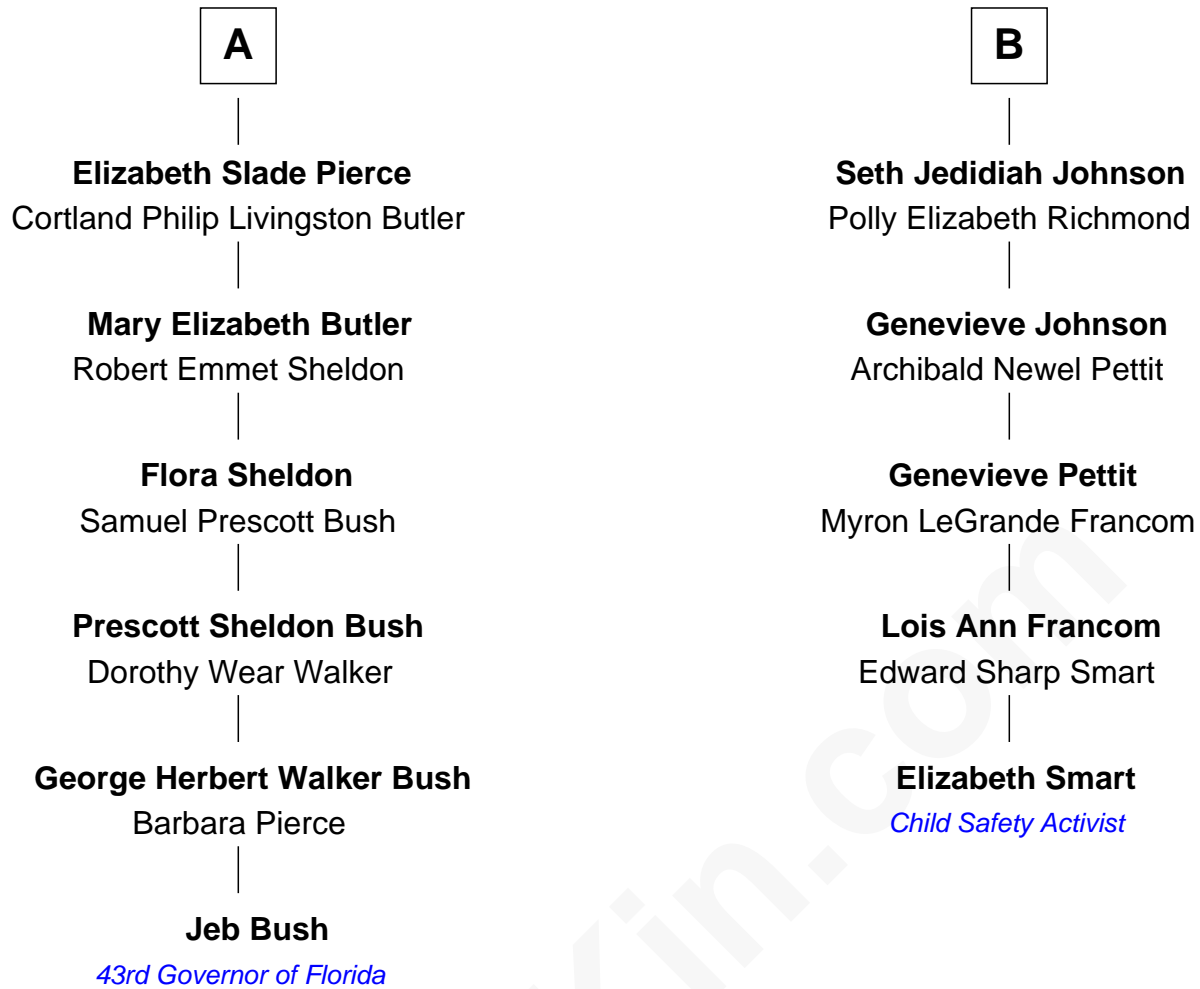 A
Elizabeth Slade Pierce
Cortland Philip Livingston Butler
Mary Elizabeth Butler
Robert Emmet Sheldon
Flora Sheldon
Samuel Prescott Bush
Prescott Sheldon Bush
Dorothy Wear Walker
George Herbert Walker Bush
Barbara Pierce
Jeb Bush
43rd Governor of Florida
B
Seth Jedidiah Johnson
Polly Elizabeth Richmond
Genevieve Johnson
Archibald Newel Pettit
Genevieve Pettit
Myron LeGrande Francom
Lois Ann Francom
Edward Sharp Smart
Elizabeth Smart
Child Safety Activist
Kin.com